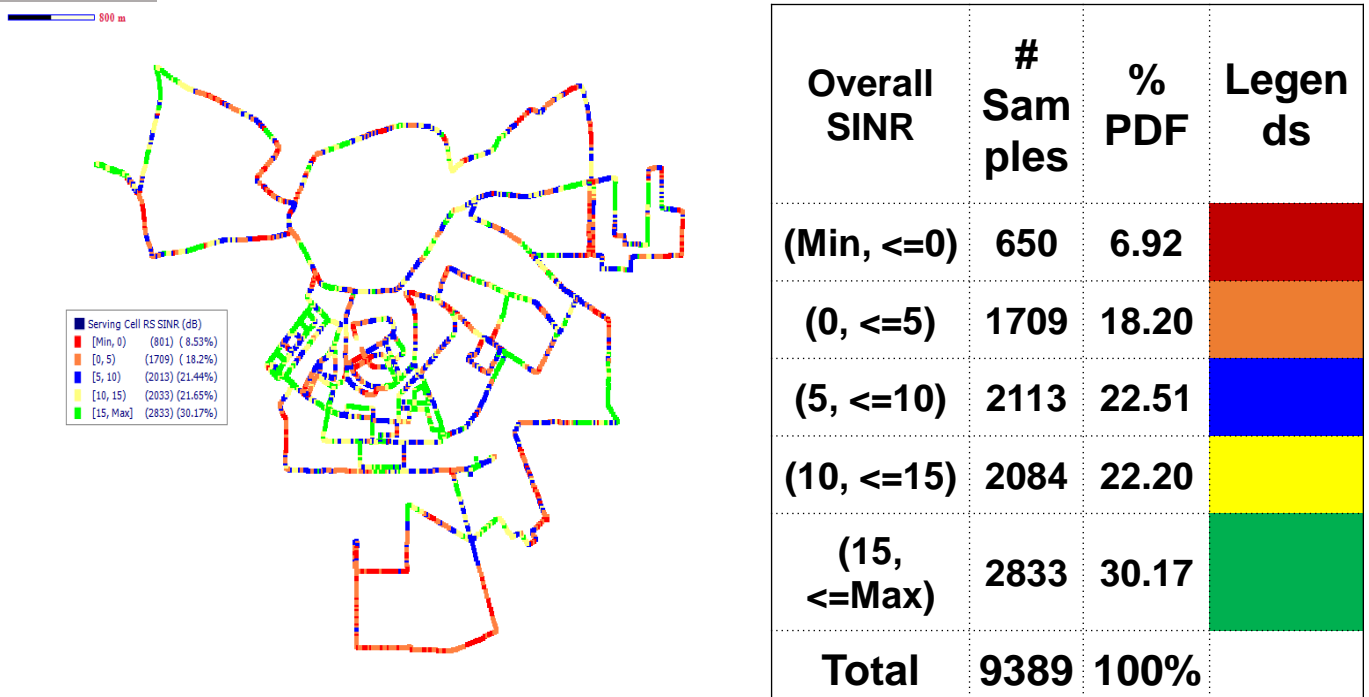 800 m
Serving Cell RS SINR (dB)
[Min, 0) (801) ( 8.53%)
[0, 5) (1709) ( 18.2%)
[5, 10) (2013) (21.44%)
[10, 15) (2033) (21.65%)
[15, Max] (2833) (30.17%)
Overall SINR # Sam ples % PDF Legen ds
(Min, <=0) 650 6.92
(0, <=5) 1709 18.20
(5, <=10) 2113 22.51
(10, <=15) 2084 22.20
(15, <=Max) 2833 30.17
Total 9389 100%